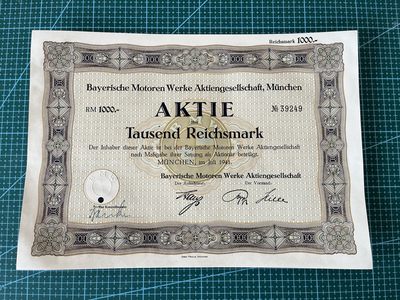 Reichsmark 1000.-
Bayerische Motoren Werke Aktiengesellschaft, München
RM 1000.-
№ 39249
AKTIE
Tausend Reichsmark
Der Inhaber dieser Aktie ist bei der Bayerische Motoren Werke Aktiengesellschaft
nach Maßgabe ihrer Satzung als Aktionär beteiligt.
MÜNCHEN, im Juli 1941.
Bayerische Motoren Werke Aktiengesellschaft
Der Aufsichtsrat:
Der Vorstand: